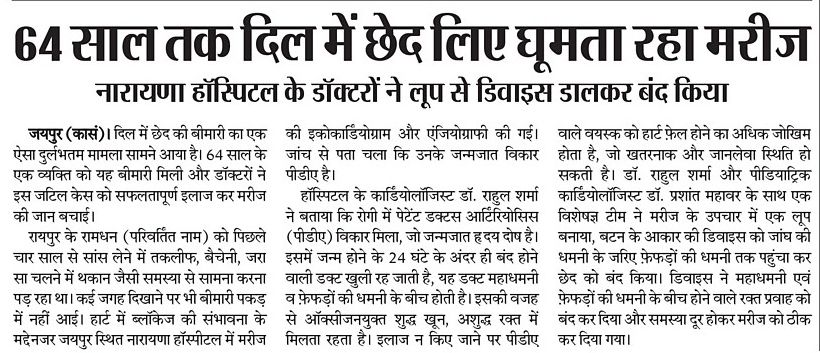 64 साल तक दिल में छेद लिए घूमता रहा मरीज
नारायणा हॉस्पिटल के डॉक्टरों ने लूप से डिवाइस डालकर बंद किया
जयपुर (कासं)। दिल में छेद की बीमारी का एक
ऐसा दुर्लभतम मामला सामने आया है। 64 साल के
एक व्यक्ति को यह बीमारी मिली और डॉक्टरों ने
इस जटिल केस को सफलतापूर्ण इलाज कर मरीज
की जान बचाई।
रायपुर के रामधन (परिवर्तित नाम) को पिछले
चार साल से सांस लेने में तकलीफ, बैचेनी, जरा
सा चलने में थकान जैसी समस्या से सामना करना
पड़ रहा था। कई जगह दिखाने पर भी बीमारी पकड़
में नहीं आई। हार्ट में ब्लॉकेज की संभावना के
मद्देनजर जयपुर स्थित नारायणा हॉस्पीटल में मरीज
की इकोकार्डियोग्राम और एंजियोग्राफी की गई।
जांच से पता चला कि उनके जन्मजात विकार
पीडीए है।
हॉस्पिटल के कार्डियोलॉजिस्ट डॉ. राहुल शर्मा
ने बताया कि रोगी में पेटेंट डक्टस आर्टिरियोसिस
(पीडीए) विकार मिला, जो जन्मजात हृदय दोष है।
इसमें जन्म होने के 24 घंटे के अंदर ही बंद होने
वाली डक्ट खुली रह जाती है, यह डक्ट महाधमनी
व फेफड़ों की धमनी के बीच होती है। इसकी वजह
से ऑक्सीजनयुक्त शुद्ध खून, अशुद्ध रक्त में
मिलता रहता है। इलाज न किए जाने पर पीडीए
वाले वयस्क को हार्ट फ़ेल होने का अधिक जोखिम
होता है, जो खतरनाक और जानलेवा स्थिति हो
सकती है। डॉ. राहुल शर्मा और पीडियाट्रिक
कार्डियोलॉजिस्ट डॉ. प्रशांत महावर के साथ एक
विशेषज्ञ टीम ने मरीज के उपचार में एक लूप
बनाया, बटन के आकार की डिवाइस को जांघ की
धमनी के जरिए फ़ेफड़ों की धमनी तक पहुंचा कर
छेद को बंद किया। डिवाइस ने महाधमनी एवं
फ़ेफड़ों की धमनी के बीच होने वाले रक्त प्रवाह को
बंद कर दिया और समस्या दूर होकर मरीज को ठीक
कर दिया गया।